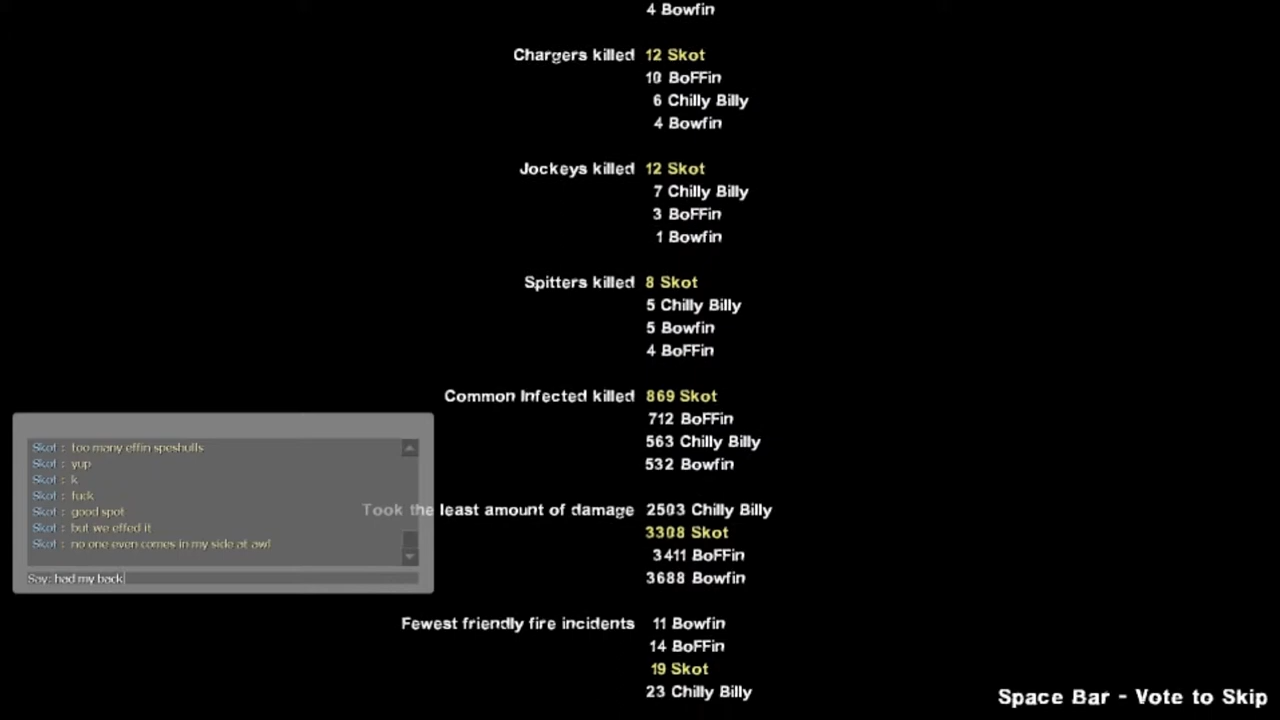 4 Bowfin
Chargers killed 12 Skot
10 BoFFin
6 Chilly Billy
4 Bowfin
Jockeys killed 12 Skot
7 Chilly Billy
3 BoFFin
1 Bowfin
Spitters killed 8 Skot
5 Chilly Billy
5 Bowfin
4 BoFFin
Common Infected killed 869 Skot
712 BoFFin
563 Chilly Billy
532 Bowfin
Took the least amount of damage 2503 Chilly Billy
3308 Skot
3411 BoFFin
3688 Bowfin
Fewest friendly fire incidents 11 Bowfin
14 BoFFin
19 Skot
23 Chilly Billy
Skot : too many effin speshulls
Skot : yup
Skot : k
Skot : fuck
Skot : good spot
Skot : but we effed it
Skot : no one even comes in my side at awl
Say: had my back
Space Bar - Vote to Skip